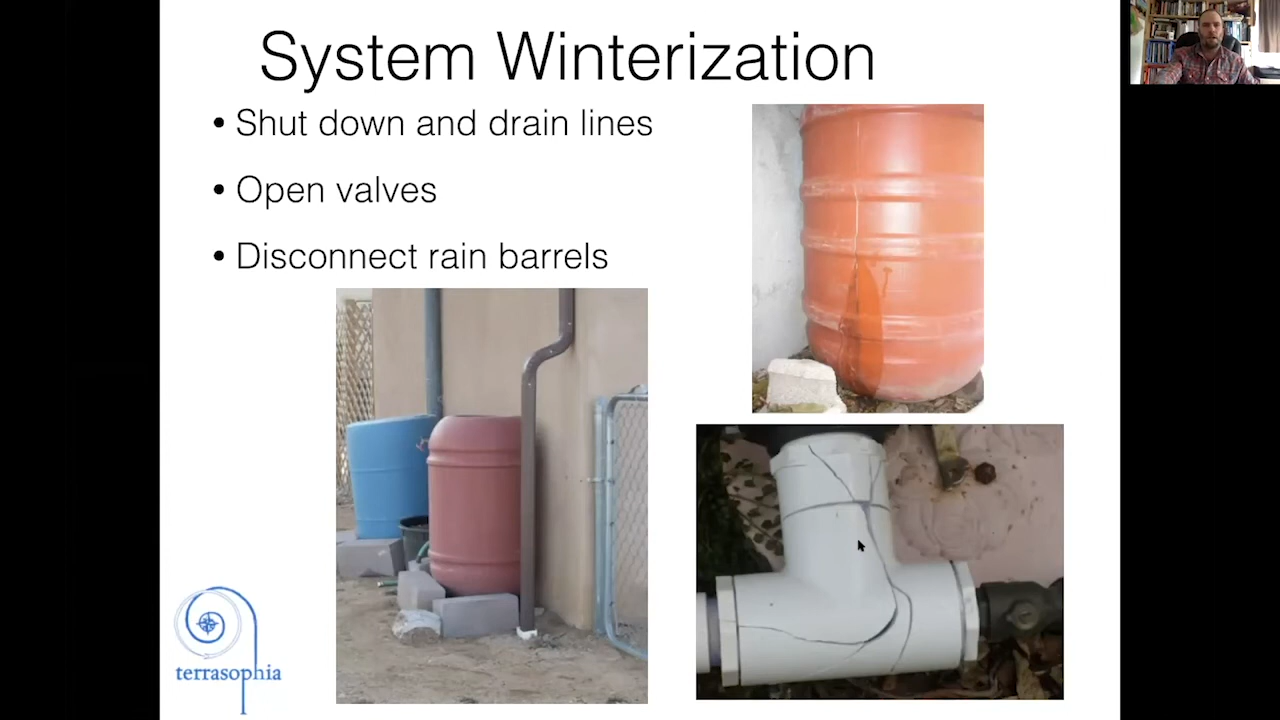 System Winterization
• Shut down and drain lines
• Open valves
• Disconnect rain barrels
terrasophia